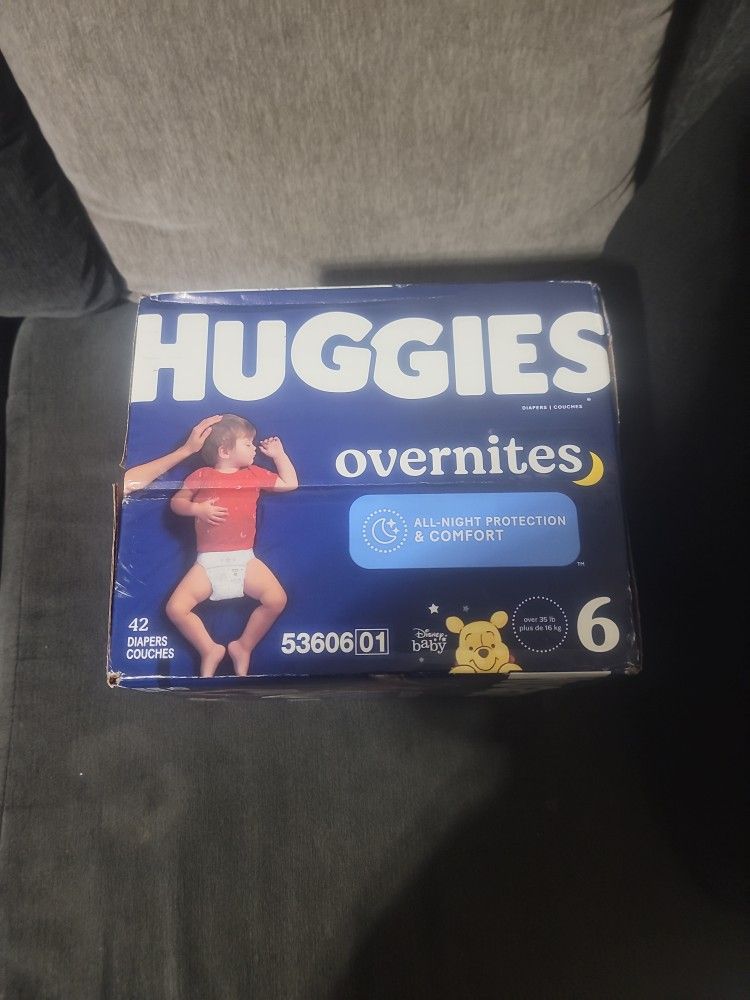 HUGGIES
DIAPERS | COUCHES
overnites
ALL-NIGHT PROTECTION
& COMFORT
™
42
DIAPERS
COUCHES
53606 01
Disney
baby
over 35 lb
plus de 16 kg
6